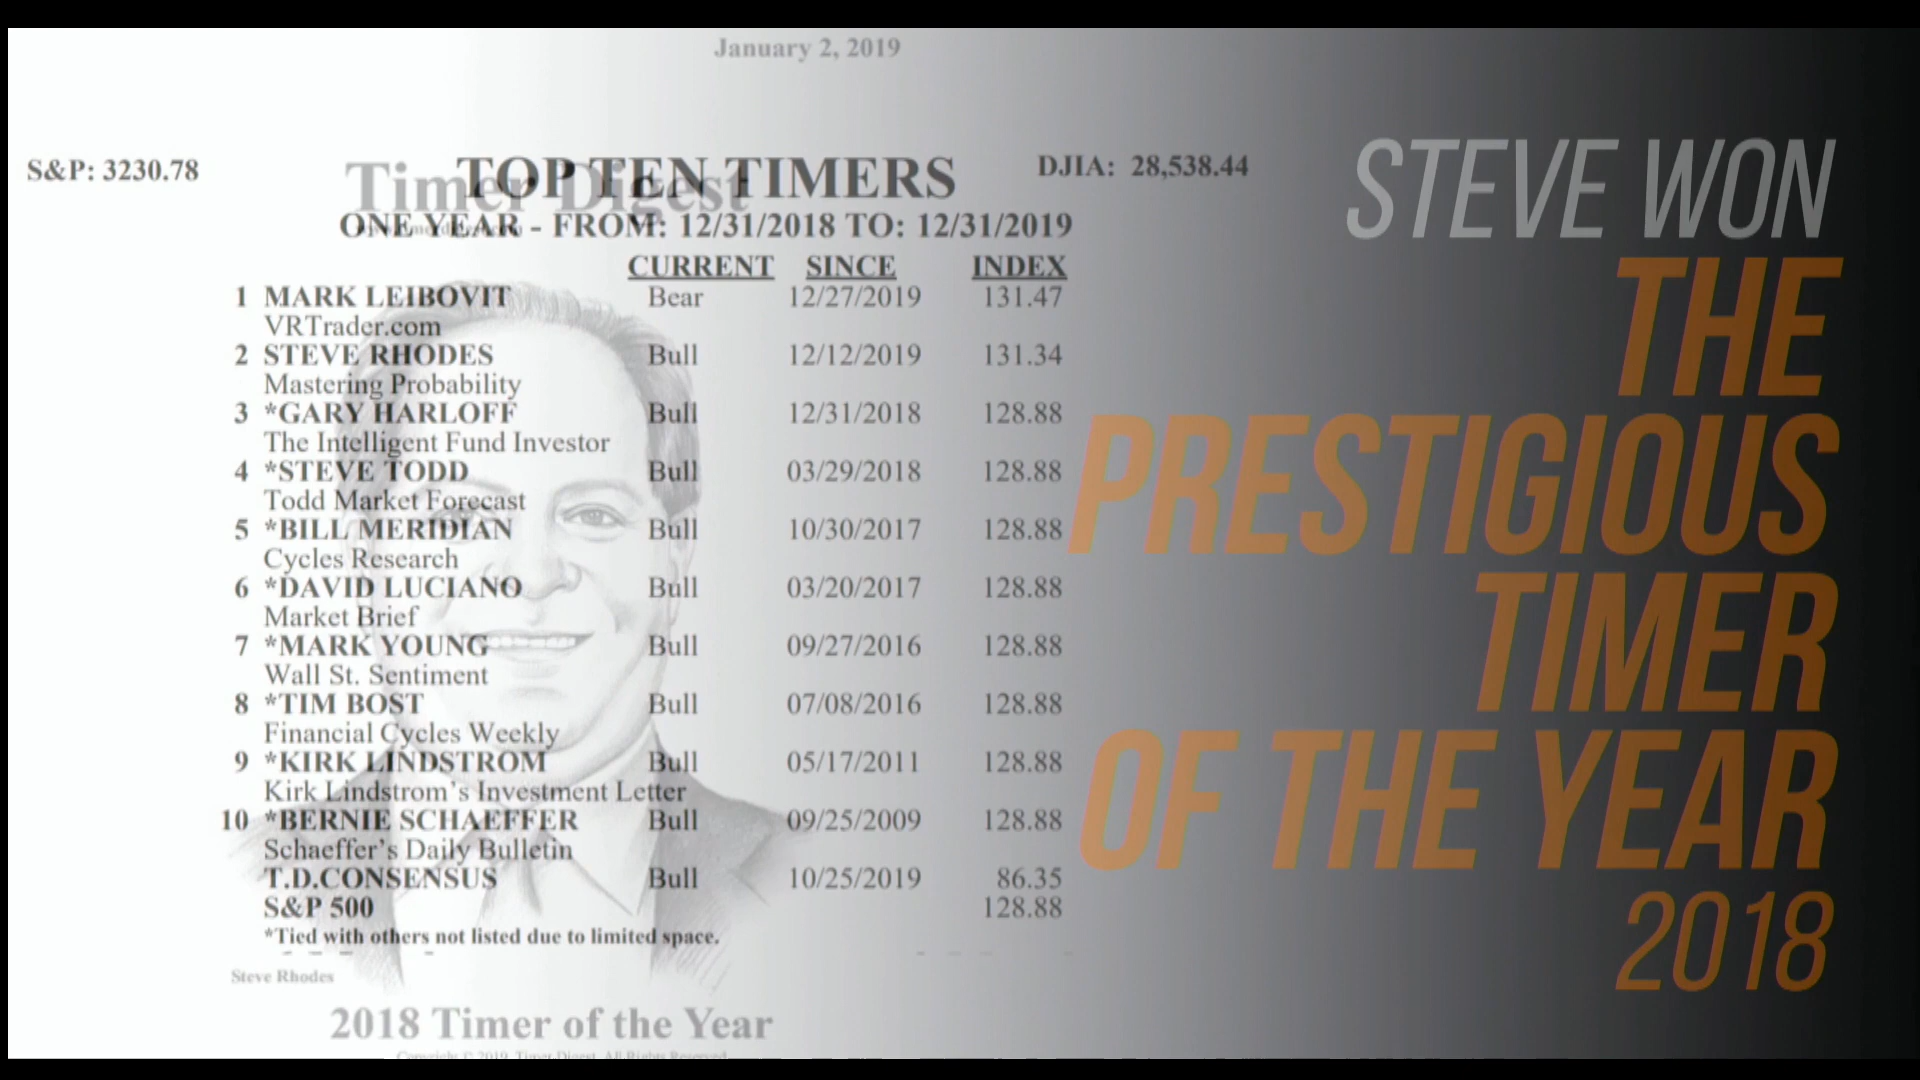 January 2, 2019
S&P: 3230.78
Timer Digest
TOP TEN TIMERS
DJIA: 28,538.44
ONE YEAR - FROM: 12/31/2018 TO: 12/31/2019
CURRENT SINCE INDEX
1 MARK LEIBOVIT Bear 12/27/2019 131.47
VRTrader.com
2 STEVE RHODES Bull 12/12/2019 131.34
Mastering Probability
3 *GARY HARLOFF Bull 12/31/2018 128.88
The Intelligent Fund Investor
4 *STEVE TODD Bull 03/29/2018 128.88
Todd Market Forecast
5 *BILL MERIDIAN Bull 10/30/2017 128.88
Cycles Research
6 *DAVID LUCIANO Bull 03/20/2017 128.88
Market Brief
7 *MARK YOUNG Bull 09/27/2016 128.88
Wall St. Sentiment
8 *TIM BOST Bull 07/08/2016 128.88
Financial Cycles Weekly
9 *KIRK LINDSTROM Bull 05/17/2011 128.88
Kirk Lindstrom's Investment Letter
10 *BERNIE SCHAEFFER Bull 09/25/2009 128.88
Schaeffer's Daily Bulletin
T.D.CONSENSUS Bull 10/25/2019 86.35
S&P 500 128.88
*Tied with others not listed due to limited space.
Steve Rhodes
2018 Timer of the Year
Copyright © 2019, Timer Digest, All Rights Reserved
STEVE WON
THE
PRESTIGIOUS
TIMER
OF THE YEAR
2018